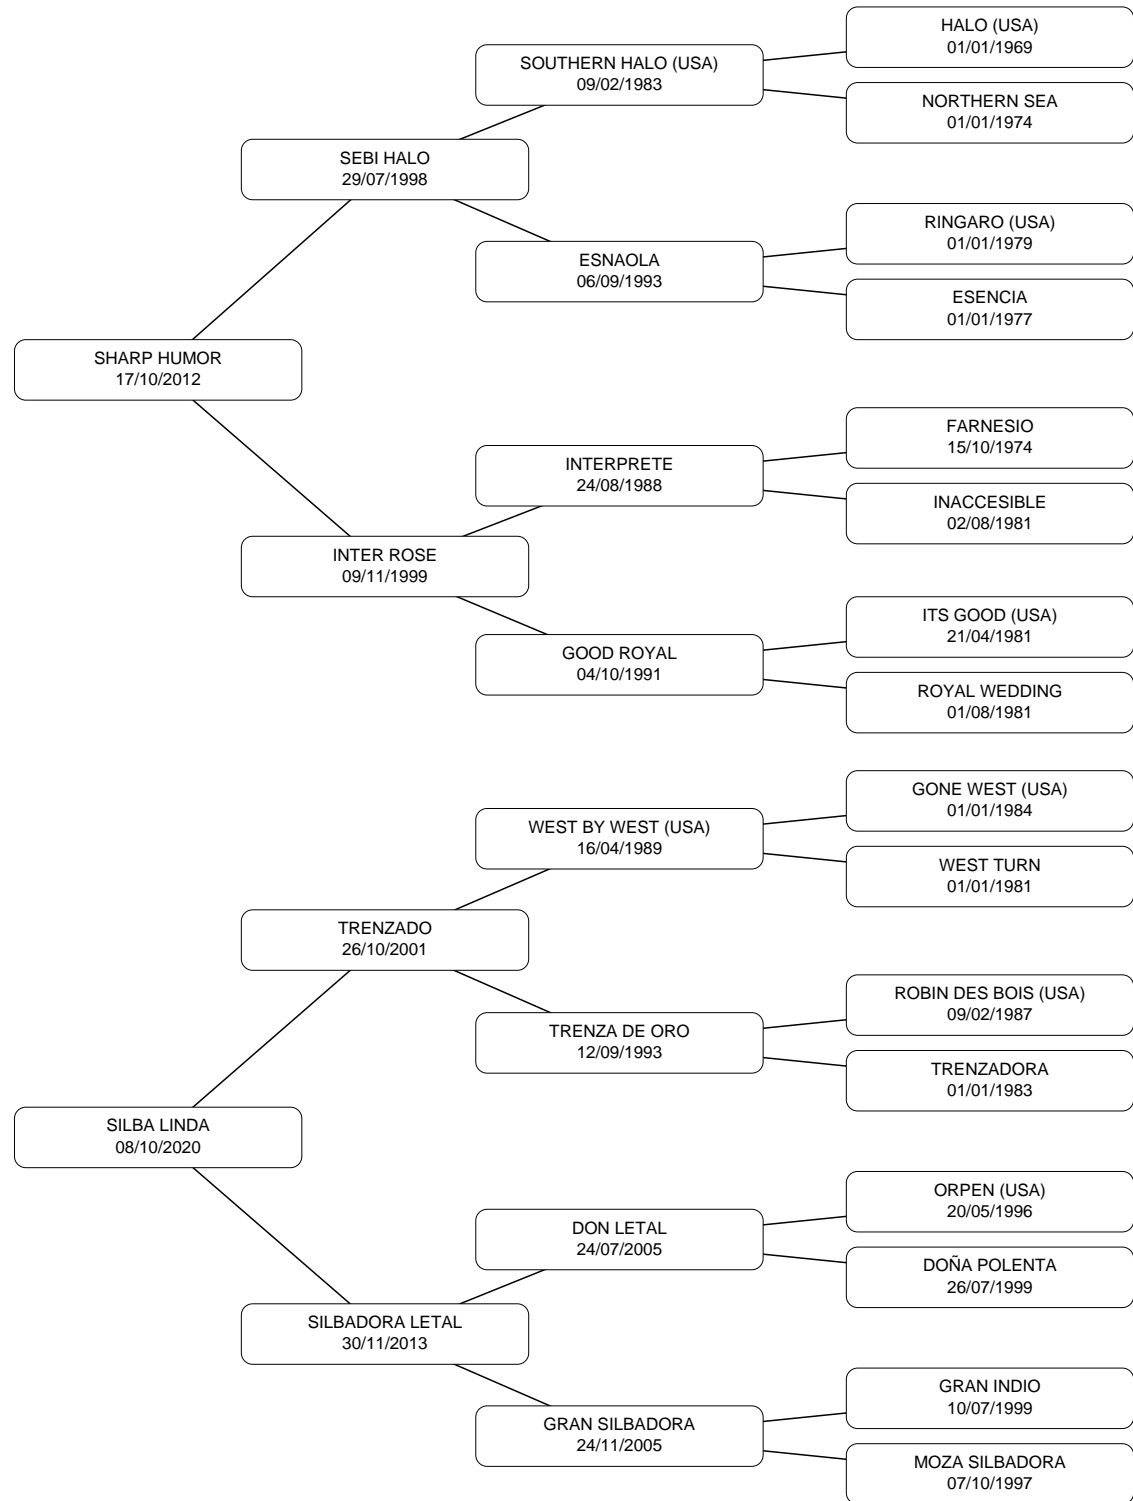 HALO (USA)
01/01/1969
SOUTHERN HALO (USA)
09/02/1983
NORTHERN SEA
01/01/1974
SEBI HALO
29/07/1998
RINGARO (USA)
01/01/1979
ESNAOLA
06/09/1993
ESENCIA
01/01/1977
SHARP HUMOR
17/10/2012
FARNESIO
15/10/1974
INTERPRETE
24/08/1988
INACCESIBLE
02/08/1981
INTER ROSE
09/11/1999
ITS GOOD (USA)
21/04/1981
GOOD ROYAL
04/10/1991
ROYAL WEDDING
01/08/1981
GONE WEST (USA)
01/01/1984
WEST BY WEST (USA)
16/04/1989
WEST TURN
01/01/1981
TRENZADO
26/10/2001
ROBIN DES BOIS (USA)
09/02/1987
TRENZA DE ORO
12/09/1993
TRENZADORA
01/01/1983
SILBA LINDA
08/10/2020
ORPEN (USA)
20/05/1996
DON LETAL
24/07/2005
DOÑA POLENTA
26/07/1999
SILBADORA LETAL
30/11/2013
GRAN INDIO
10/07/1999
GRAN SILBADORA
24/11/2005
MOZA SILBADORA
07/10/1997